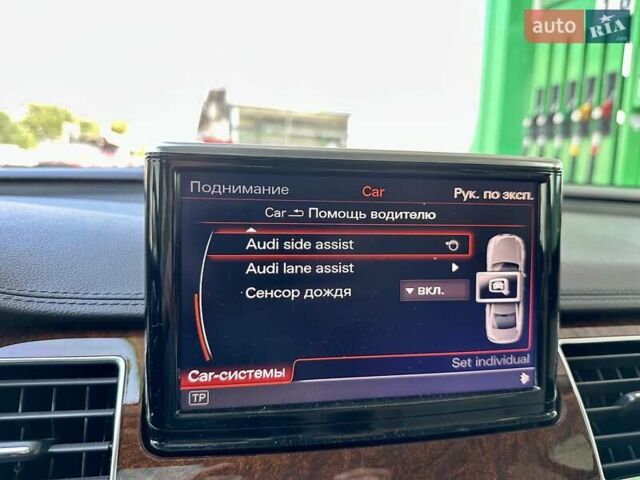 auto RIA
.com
Поднимание Car Рук. по эксп.
Car Помощь водителю
Audi side assist
Audi lane assist
Сенсор дождя ▼ вкл.
Set individual
Car-системы
TP